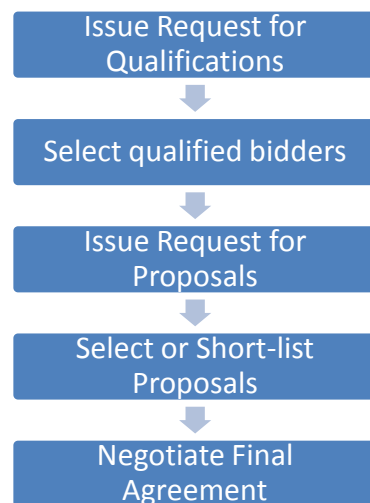 Issue Request for
Qualifications
Select qualified bidders
Issue Request for
Proposals
Select or Short-list
Proposals
Negotiate Final
Agreement